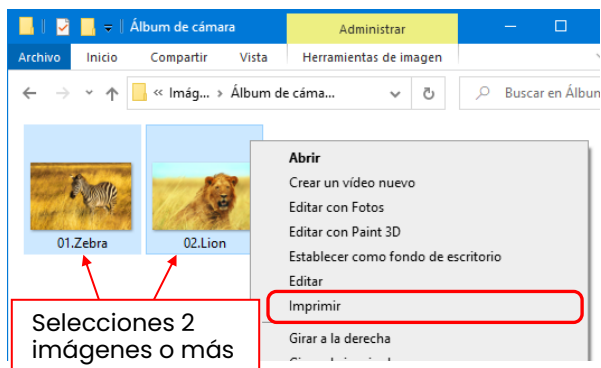 Álbum de cámara
Administrar
Archivo Inicio Compartir Vista Herramientas de imagen
« Imág... › Álbum de cáma... Buscar en Álbun
Abrir
Crear un vídeo nuevo
Editar con Fotos
Editar con Paint 3D
Establecer como fondo de escritorio
Editar
Imprimir
Girar a la derecha
01.Zebra 02.Lion
Selecciones 2
imágenes o más